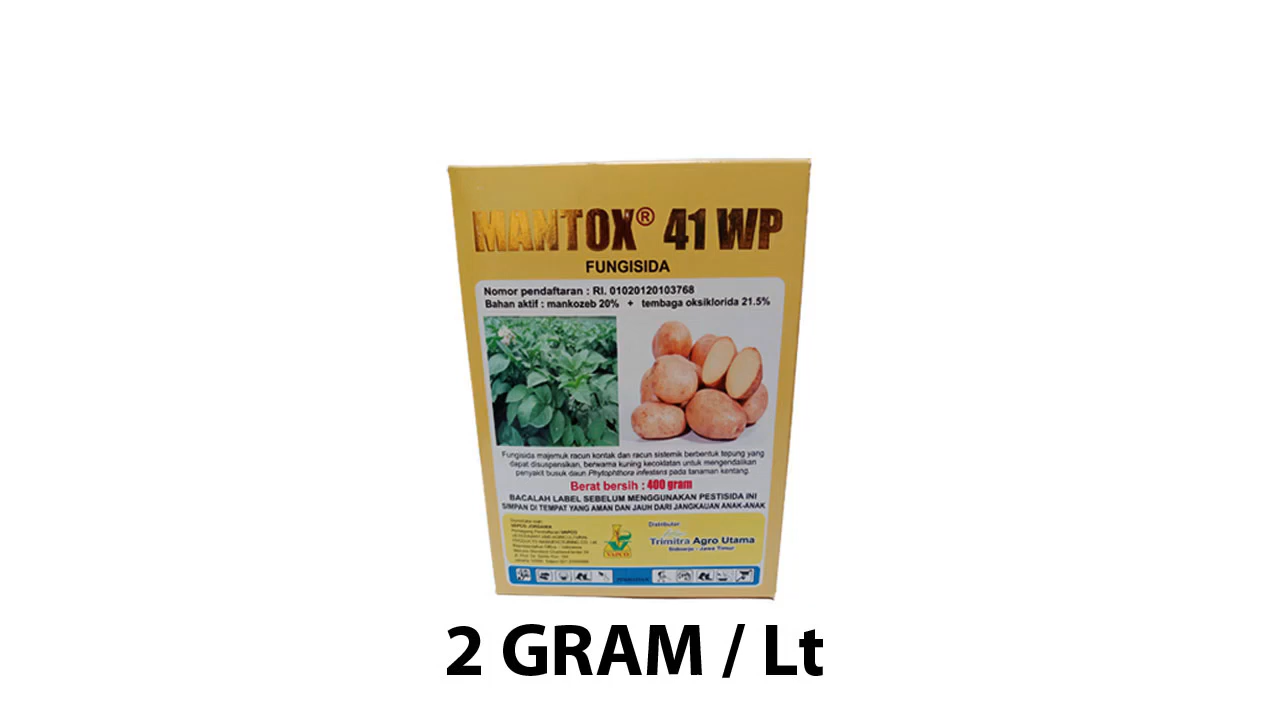 MANTOX® 41 WP
FUNGISIDA
Nomor pendaftaran : RI. 01020120103768
Bahan aktif : mankozeb 20% + tembaga oksiklorida 21.5%
Fungisida majemuk racun kontak dan racun sistemik berbentuk tepung yang
dapat disuspensikan, berwarna kuning kecoklatan untuk mengendalikan
penyakit busuk daun Phytophthora infestans pada tanaman kentang.
Berat bersih : 400 gram
BACALAH LABEL SEBELUM MENGGUNAKAN PESTISIDA INI
SIMPAN DI TEMPAT YANG AMAN DAN JAUH DARI JANGKAUAN ANAK-ANAK
VAPCO
Distributor
Trimitra Agro Utama
Sidoarjo - Jawa Timur
2 GRAM / Lt